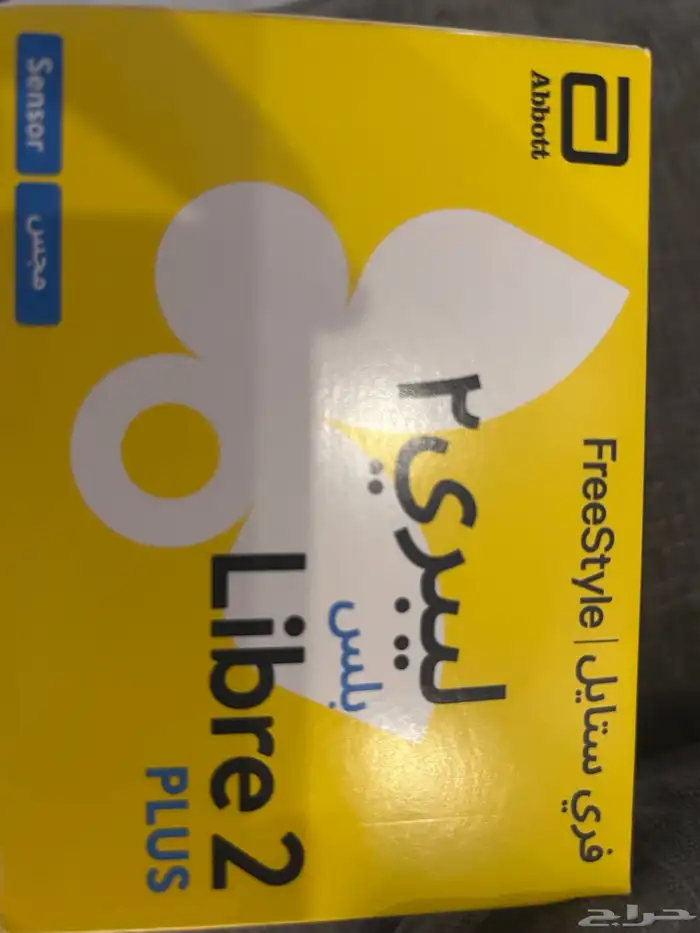 Abbott
FreeStyle | فري ستايل
ليبري ٢
بلس
Libre 2
PLUS
Sensor
مجس
حراج